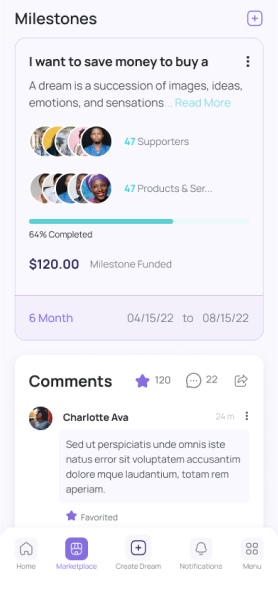 Milestones
I want to save money to buy a
A dream is a succession of images, ideas,
emotions, and sensations... Read More
47 Supporters
47 Products & Ser...
64% Completed
$120.00 Milestone Funded
6 Month 04/15/22 to 08/15/22
Comments 120 22
Charlotte Ava 24 m
Sed ut perspiciatis unde omnis iste
natus error sit voluptatem accusantim
dolore mque laudantium, totam rem
aperiam.
Favorited
Home Marketplace Create Dream Notifications Menu